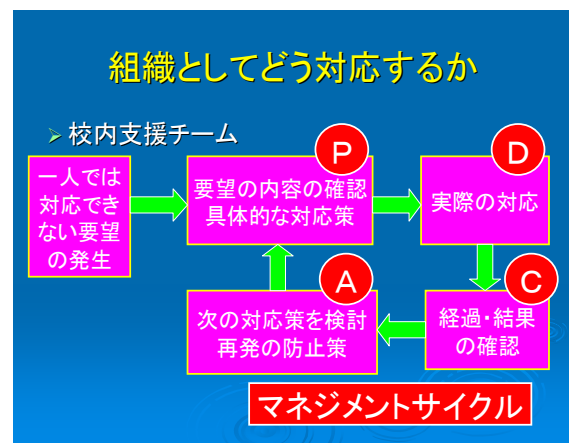 組織としてどう対応するか
➢ 校内支援チーム
一人では
対応でき
ない要望
の発生
P
要望の内容の確認
具体的な対応策
D
実際の対応
C
経過・結果
の確認
A
次の対応策を検討
再発の防止策
マネジメントサイクル